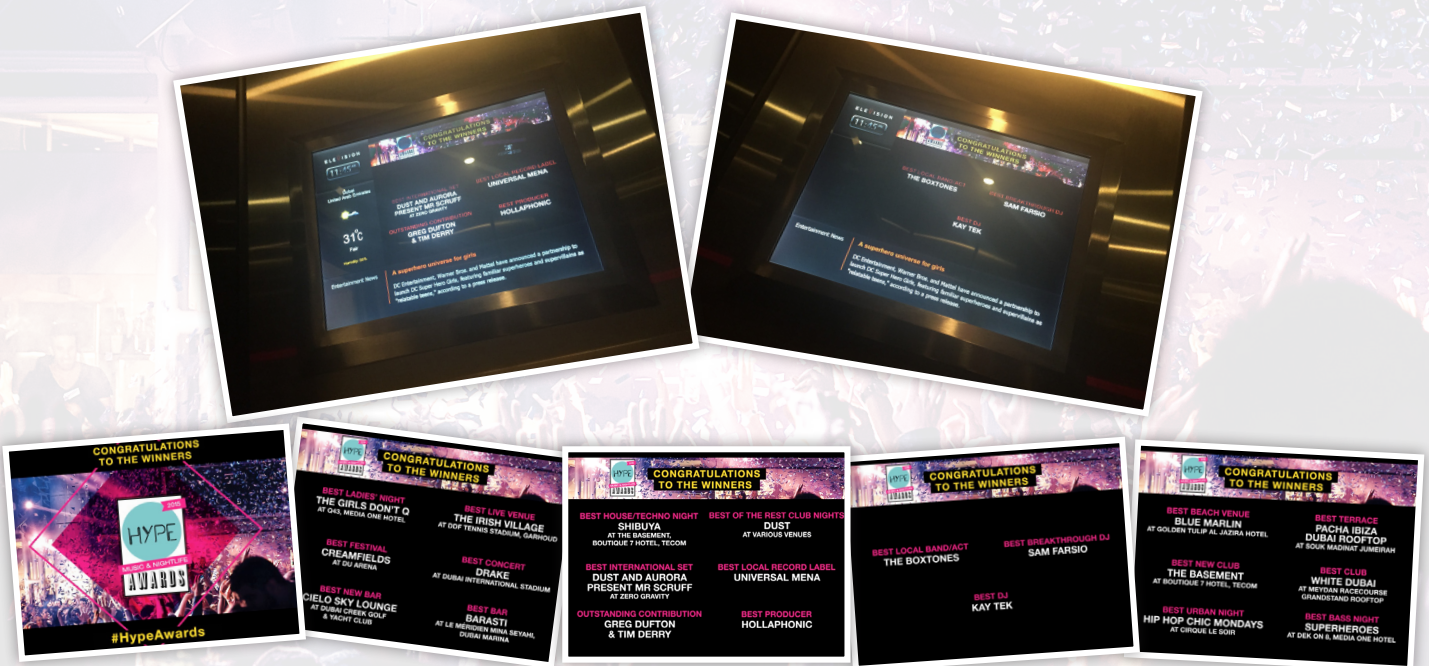 ELEVISION
11:45
Dubai
United Arab Emirates
31°C
Fair
CONGRATULATIONS
TO THE WINNERS
BEST INTERNATIONAL SET
DUST AND AURORA
PRESENT MR SCRUFF
AT ZERO GRAVITY
BEST LOCAL RECORD LABEL
UNIVERSAL MENA
OUTSTANDING CONTRIBUTION
GREG DUFTON
& TIM DERRY
BEST PRODUCER
HOLLAPHONIC
Entertainment News
A superhero universe for girls
DC Entertainment, Warner Bros. and Mattel have announced a partnership to
launch DC Super Hero Girls, featuring familiar superheroes and supervillains as
"relatable teens," according to a press release.
ELEVISION
11:45
CONGRATULATIONS
TO THE WINNERS
BEST LOCAL BAND/ACT
THE BOXTONES
BEST BREAKTHROUGH DJ
SAM FARSIO
BEST DJ
KAY TEK
Entertainment News
A superhero universe for girls
DC Entertainment, Warner Bros. and Mattel have announced a partnership to
launch DC Super Hero Girls, featuring familiar superheroes and supervillains as
"relatable teens," according to a press release.
CONGRATULATIONS
TO THE WINNERS
2015
HYPE
MUSIC & NIGHTLIFE
AWARDS
#HypeAwards
HYPE
AWARDS
CONGRATULATIONS
TO THE WINNERS
BEST LADIES' NIGHT
THE GIRLS DON'T Q
AT Q43, MEDIA ONE HOTEL
BEST LIVE VENUE
THE IRISH VILLAGE
AT DDF TENNIS STADIUM, GARHOUD
BEST FESTIVAL
CREAMFIELDS
AT DU ARENA
BEST CONCERT
DRAKE
AT DUBAI INTERNATIONAL STADIUM
BEST NEW BAR
CIELO SKY LOUNGE
AT DUBAI CREEK GOLF
& YACHT CLUB
BEST BAR
BARASTI
AT LE MÉRIDIEN MINA SEYAHI,
DUBAI MARINA
HYPE
AWARDS
CONGRATULATIONS
TO THE WINNERS
BEST HOUSE/TECHNO NIGHT
SHIBUYA
AT THE BASEMENT,
BOUTIQUE 7 HOTEL, TECOM
BEST OF THE REST CLUB NIGHTS
DUST
AT VARIOUS VENUES
BEST INTERNATIONAL SET
DUST AND AURORA
PRESENT MR SCRUFF
AT ZERO GRAVITY
BEST LOCAL RECORD LABEL
UNIVERSAL MENA
OUTSTANDING CONTRIBUTION
GREG DUFTON
& TIM DERRY
BEST PRODUCER
HOLLAPHONIC
HYPE
AWARDS
CONGRATULATIONS
TO THE WINNERS
BEST LOCAL BAND/ACT
THE BOXTONES
BEST BREAKTHROUGH DJ
SAM FARSIO
BEST DJ
KAY TEK
HYPE
AWARDS
CONGRATULATIONS
TO THE WINNERS
BEST BEACH VENUE
BLUE MARLIN
AT GOLDEN TULIP AL JAZIRA HOTEL
BEST TERRACE
PACHA IBIZA
DUBAI ROOFTOP
AT SOUK MADINAT JUMEIRAH
BEST NEW CLUB
THE BASEMENT
AT BOUTIQUE 7 HOTEL, TECOM
BEST CLUB
WHITE DUBAI
AT MEYDAN RACECOURSE
GRANDSTAND ROOFTOP
BEST URBAN NIGHT
HIP HOP CHIC MONDAYS
AT CIRQUE LE SOIR
BEST BASS NIGHT
SUPERHEROES
AT DEK ON 8, MEDIA ONE HOTEL